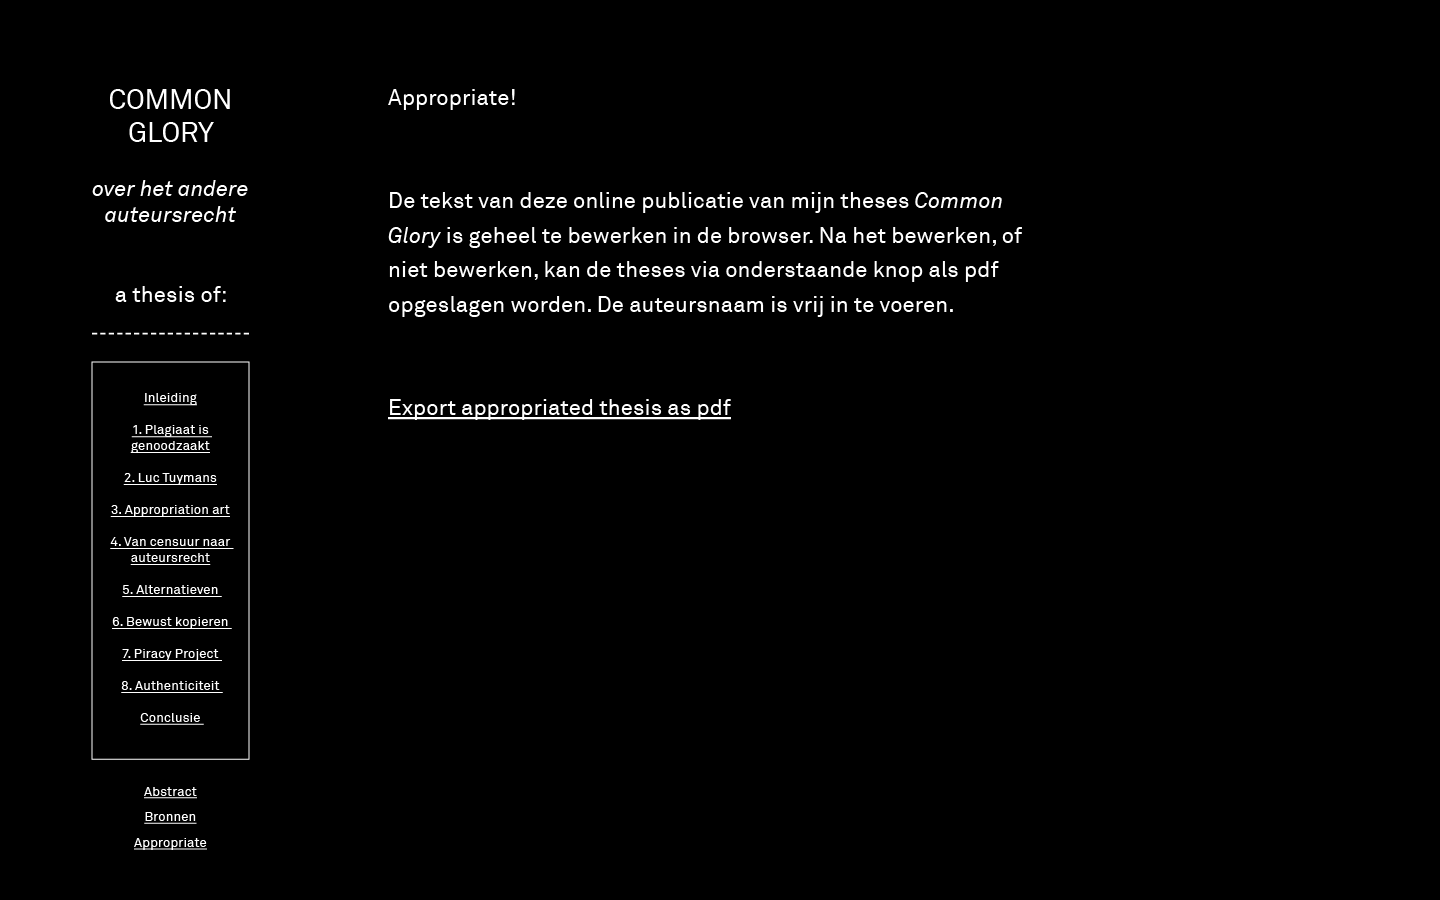 COMMON
GLORY
over het andere
auteursrecht
a thesis of:
-------------------
Inleiding
1. Plagiaat is
genoodzaakt
2. Luc Tuymans
3. Appropriation art
4. Van censuur naar
auteursrecht
5. Alternatieven
6. Bewust kopieren
7. Piracy Project
8. Authenticiteit
Conclusie
Abstract
Bronnen
Appropriate
Appropriate!
De tekst van deze online publicatie van mijn theses Common
Glory is geheel te bewerken in de browser. Na het bewerken, of
niet bewerken, kan de theses via onderstaande knop als pdf
opgeslagen worden. De auteursnaam is vrij in te voeren.
Export appropriated thesis as pdf